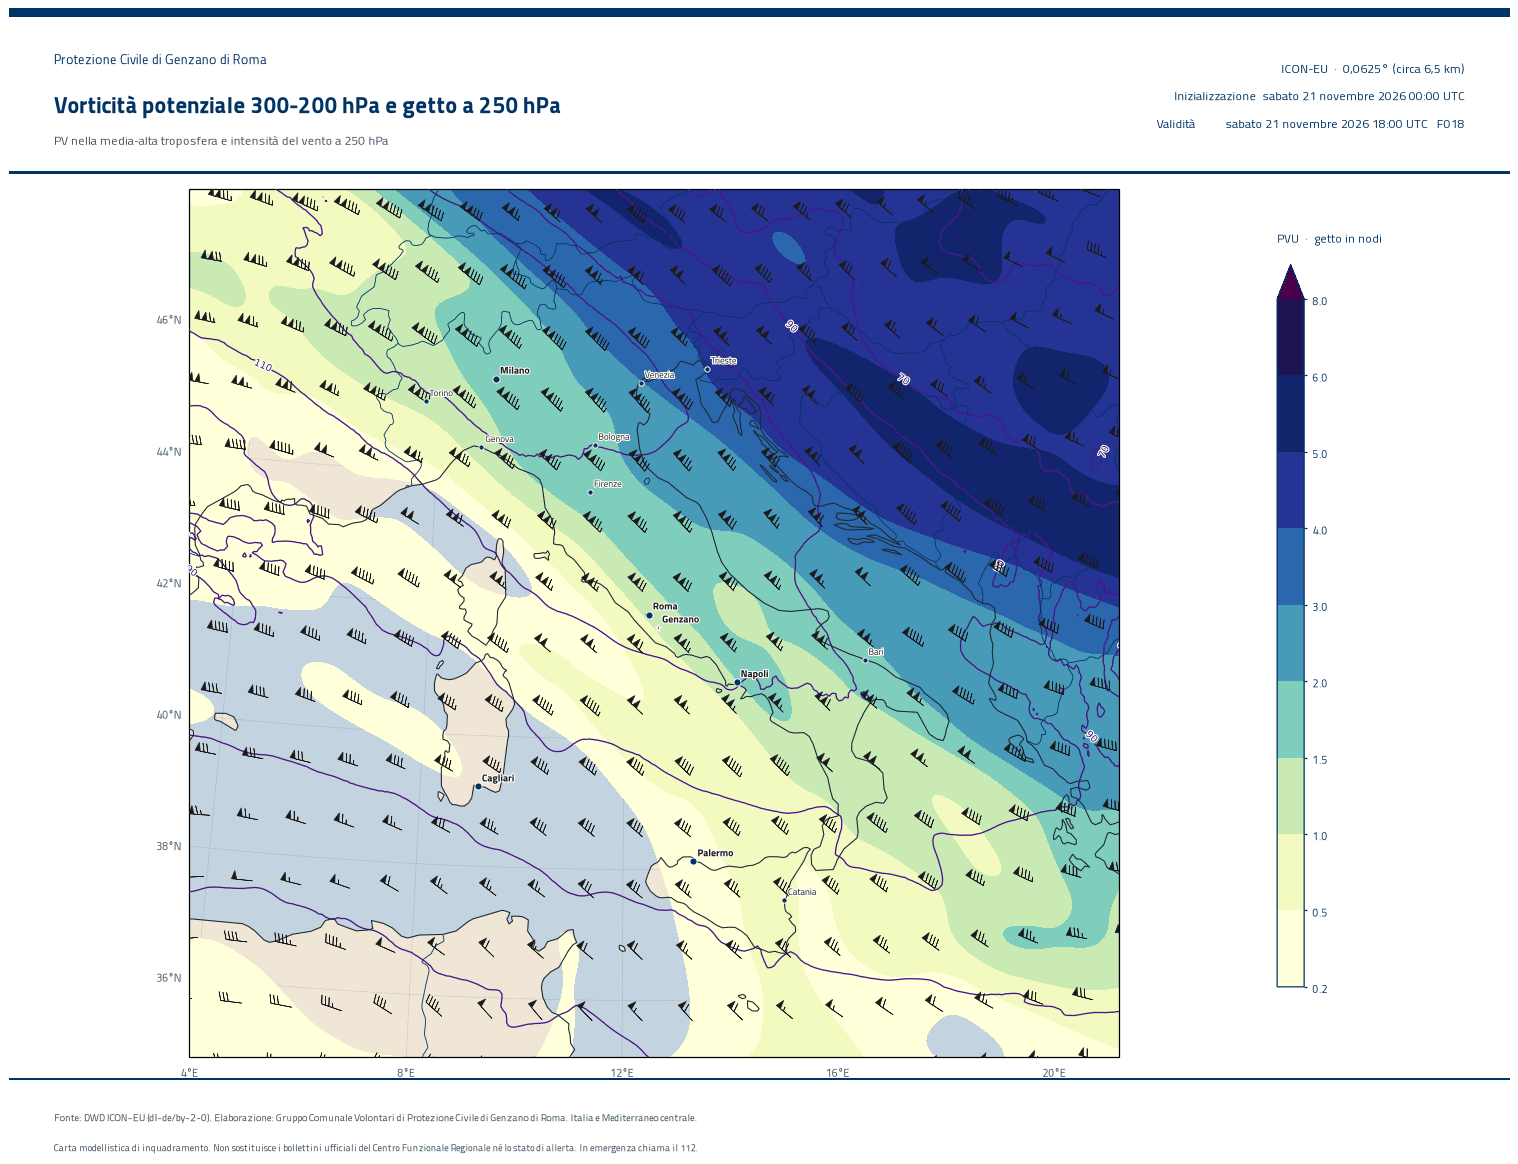 Protezione Civile di Genzano di Roma
Vorticità potenziale 300-200 hPa e getto a 250 hPa
PV nella media-alta troposfera e intensità del vento a 250 hPa
ICON-EU · 0,0625° (circa 6,5 km)
Inizializzazione sabato 21 novembre 2026 00:00 UTC
Validità sabato 21 novembre 2026 18:00 UTC F018
PVU · getto in nodi
8.0
6.0
5.0
4.0
3.0
2.0
1.5
1.0
0.5
0.2
46°N
44°N
42°N
40°N
38°N
36°N
4°E
8°E
12°E
16°E
20°E
110
90
70
70
90
90
Milano
Torino
Venezia
Trieste
Genova
Bologna
Firenze
Roma
Genzano
Napoli
Bari
Cagliari
Palermo
Catania
Fonte: DWD ICON-EU (dl-de/by-2-0). Elaborazione: Gruppo Comunale Volontari di Protezione Civile di Genzano di Roma. Italia e Mediterraneo centrale.
Carta modellistica di inquadramento. Non sostituisce i bollettini ufficiali del Centro Funzionale Regionale né lo stato di allerta. In emergenza chiama il 112.